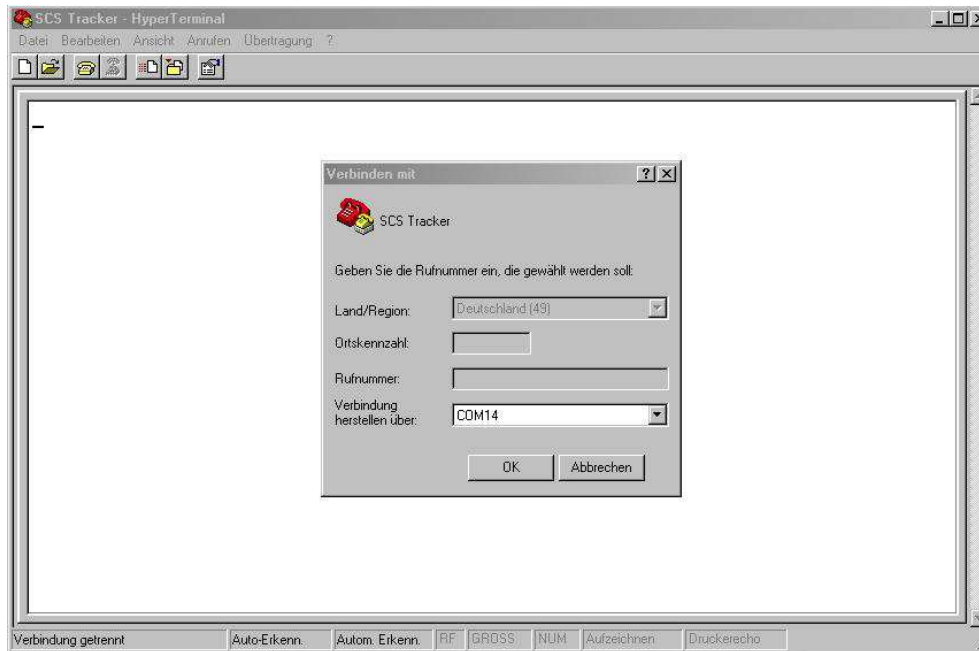 SCS Tracker - HyperTerminal
Datei Bearbeiten Ansicht Anrufen Übertragung ?
Verbinden mit
SCS Tracker
Geben Sie die Rufnummer ein, die gewählt werden soll:
Land/Region: Deutschland (49)
Ortskennzahl:
Rufnummer:
Verbindung
herstellen über: COM14
OK Abbrechen
Verbindung getrennt Auto-Erkenn. Autom. Erkenn. RF GROSS NUM Aufzeichnen Druckerecho